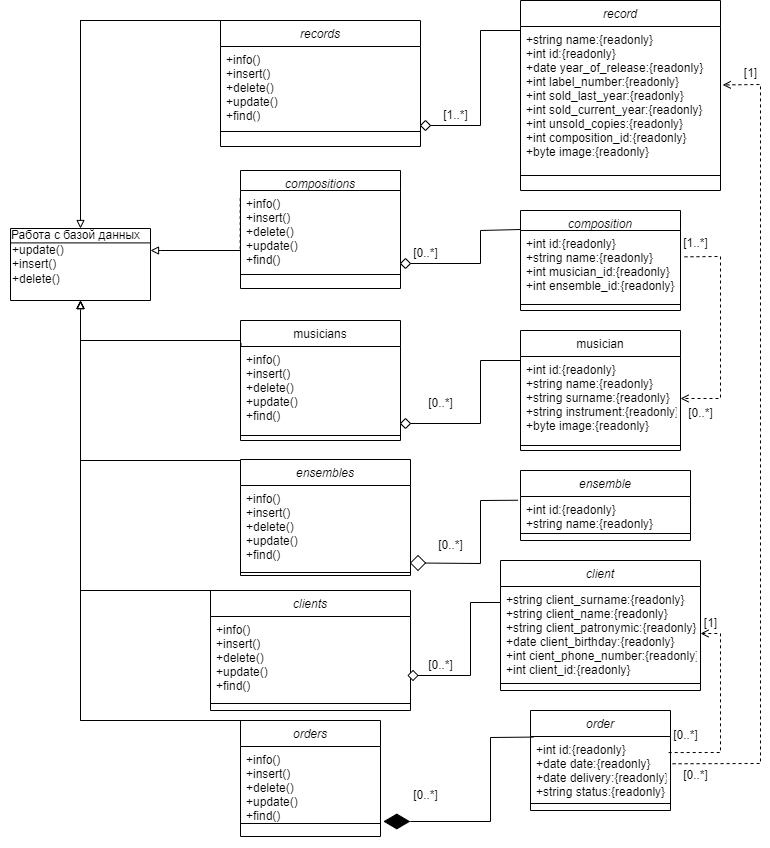 records
+info()
+insert()
+delete()
+update()
+find()
[1..*]
record
+string name:{readonly}
+int id:{readonly}
+date year_of_release:{readonly}
+int label_number:{readonly}
+int sold_last_year:{readonly}
+int sold_current_year:{readonly}
+int unsold_copies:{readonly}
+int composition_id:{readonly}
+byte image:{readonly}
[1]
Работа с базой данных
+update()
+insert()
+delete()
compositions
+info()
+insert()
+delete()
+update()
+find()
[0..*]
composition
+int id:{readonly}
+string name:{readonly}
+int musician_id:{readonly}
+int ensemble_id:{readonly}
[1..*]
musicians
+info()
+insert()
+delete()
+update()
+find()
[0..*]
musician
+int id:{readonly}
+string name:{readonly}
+string surname:{readonly}
+string instrument:{readonly}
+byte image:{readonly}
[0..*]
ensembles
+info()
+insert()
+delete()
+update()
+find()
[0..*]
ensemble
+int id:{readonly}
+string name:{readonly}
clients
+info()
+insert()
+delete()
+update()
+find()
[0..*]
client
+string client_surname:{readonly}
+string client_name:{readonly}
+string client_patronymic:{readonly}
+date client_birthday:{readonly}
+int cient_phone_number:{readonly}
+int client_id:{readonly}
[1]
orders
+info()
+insert()
+delete()
+update()
+find()
[0..*]
order
+int id:{readonly}
+date date:{readonly}
+date delivery:{readonly}
+string status:{readonly}
[0..*]
[0..*]